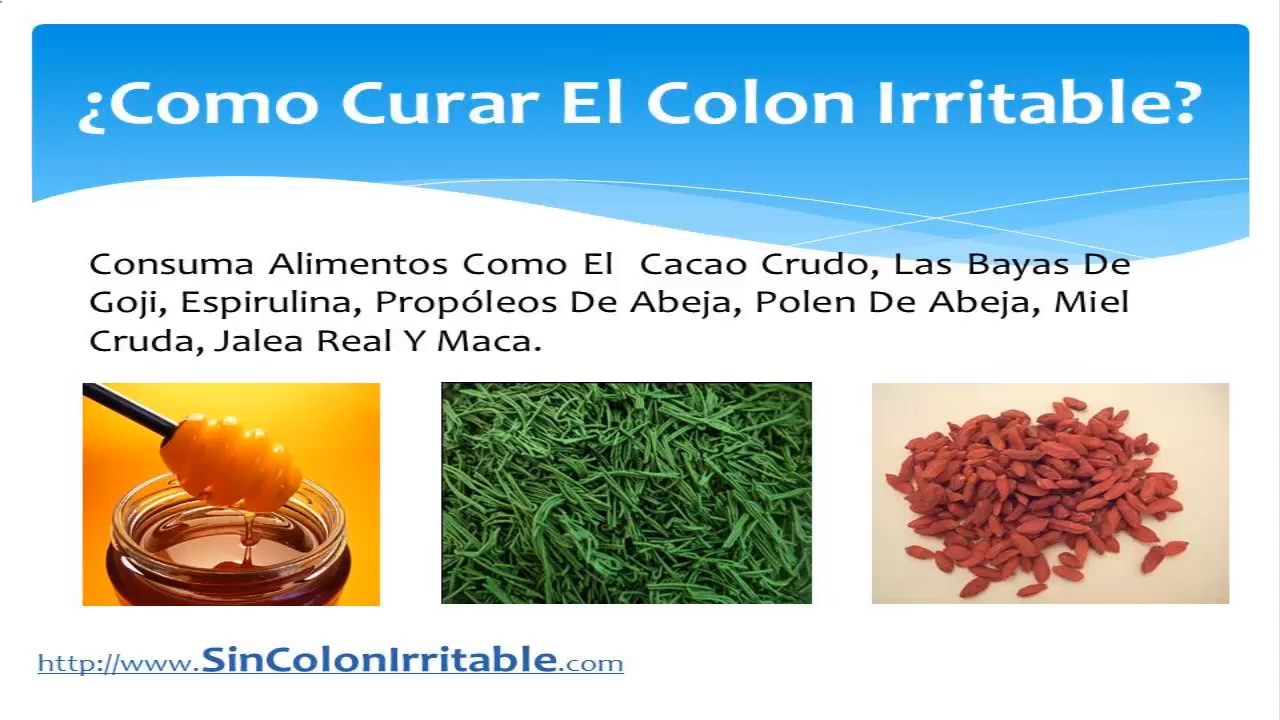 ¿Como Curar El Colon Irritable?
Consuma Alimentos Como El Cacao Crudo, Las Bayas De
Goji, Espirulina, Propóleos De Abeja, Polen De Abeja, Miel
Cruda, Jalea Real Y Maca.
http://www.SinColonIrritable.com